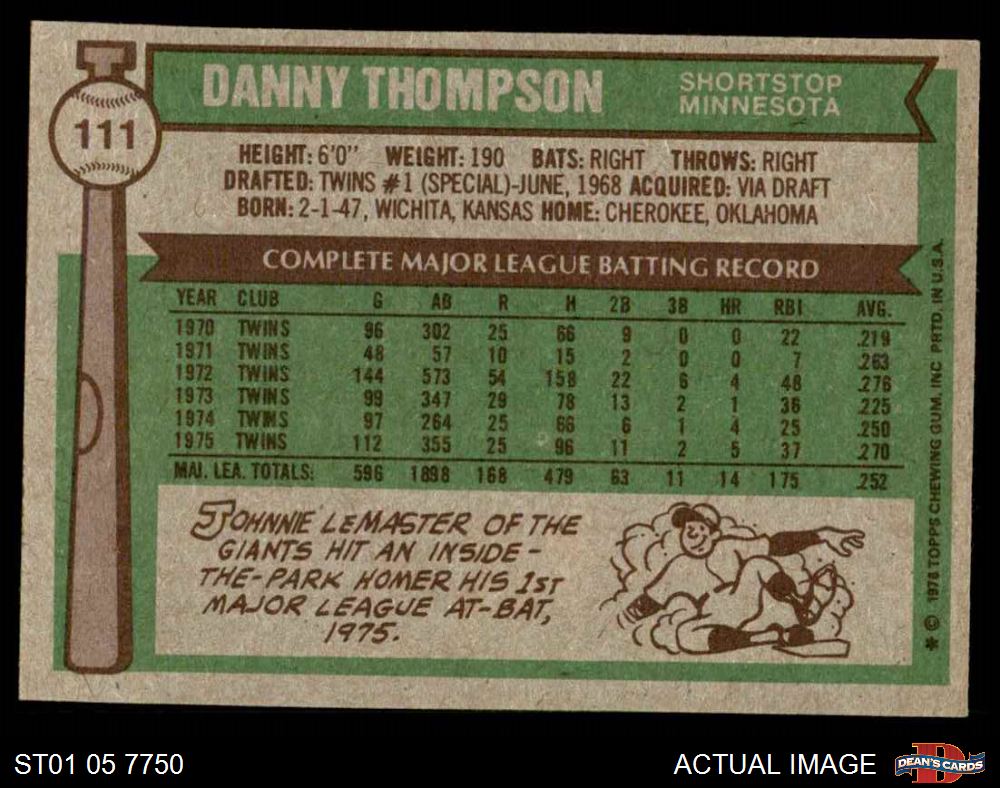 111
DANNY THOMPSON
SHORTSTOP
MINNESOTA
HEIGHT: 6'0" WEIGHT: 190 BATS: RIGHT THROWS: RIGHT
DRAFTED: TWINS #1 (SPECIAL)-JUNE, 1968 ACQUIRED: VIA DRAFT
BORN: 2-1-47, WICHITA, KANSAS HOME: CHEROKEE, OKLAHOMA
COMPLETE MAJOR LEAGUE BATTING RECORD
YEAR CLUB G AB R H 2B 3B HR RBI AVG.
1970 TWINS 96 302 25 66 9 0 0 22 .219
1971 TWINS 48 57 10 15 2 0 0 7 .263
1972 TWINS 144 573 54 158 22 6 4 48 .276
1973 TWINS 99 347 29 78 13 2 1 36 .225
1974 TWINS 97 264 25 66 6 1 4 25 .250
1975 TWINS 112 355 25 96 11 2 5 37 .270
MAJ. LEA. TOTALS: 596 1898 168 479 63 11 14 175 .252
JOHNNIE LEMASTER OF THE
GIANTS HIT AN INSIDE-
THE-PARK HOMER HIS 1ST
MAJOR LEAGUE AT-BAT,
1975.
* © 1976 TOPPS CHEWING GUM, INC PRTD. IN U.S.A.
ST01 05 7750
ACTUAL IMAGE
D
DEAN'S CARDS